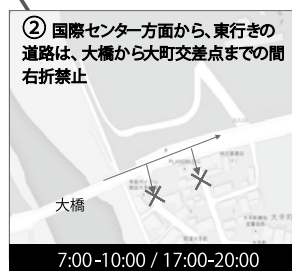 ② 国際センター方面から、東行きの
道路は、大橋から大町交差点までの間
右折禁止
大橋
7:00-10:00 / 17:00-20:00